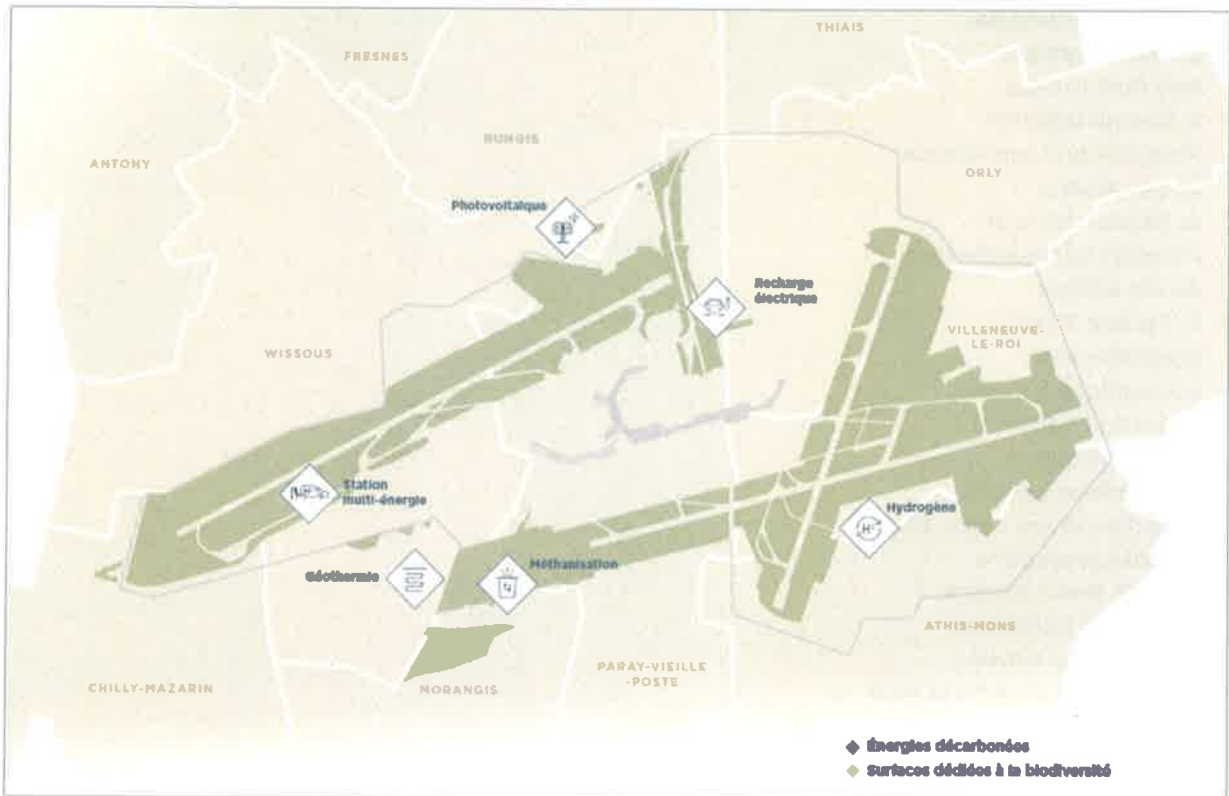 THIAIS
FRESNES
RUNGIS
ANTONY
ORLY
Photovoltaïque
Recharge
électrique
VILLENEUVE-
LE-ROI
WISSOUS
Station
multi-énergie
Hydrogène
H²
Géothermie
Méthanisation
ATHIS-MONS
PARAY-VIEILLE
-POSTE
CHILLY-MAZARIN
MORANGIS
Énergies décarbonées
Surfaces dédiées à la biodiversité